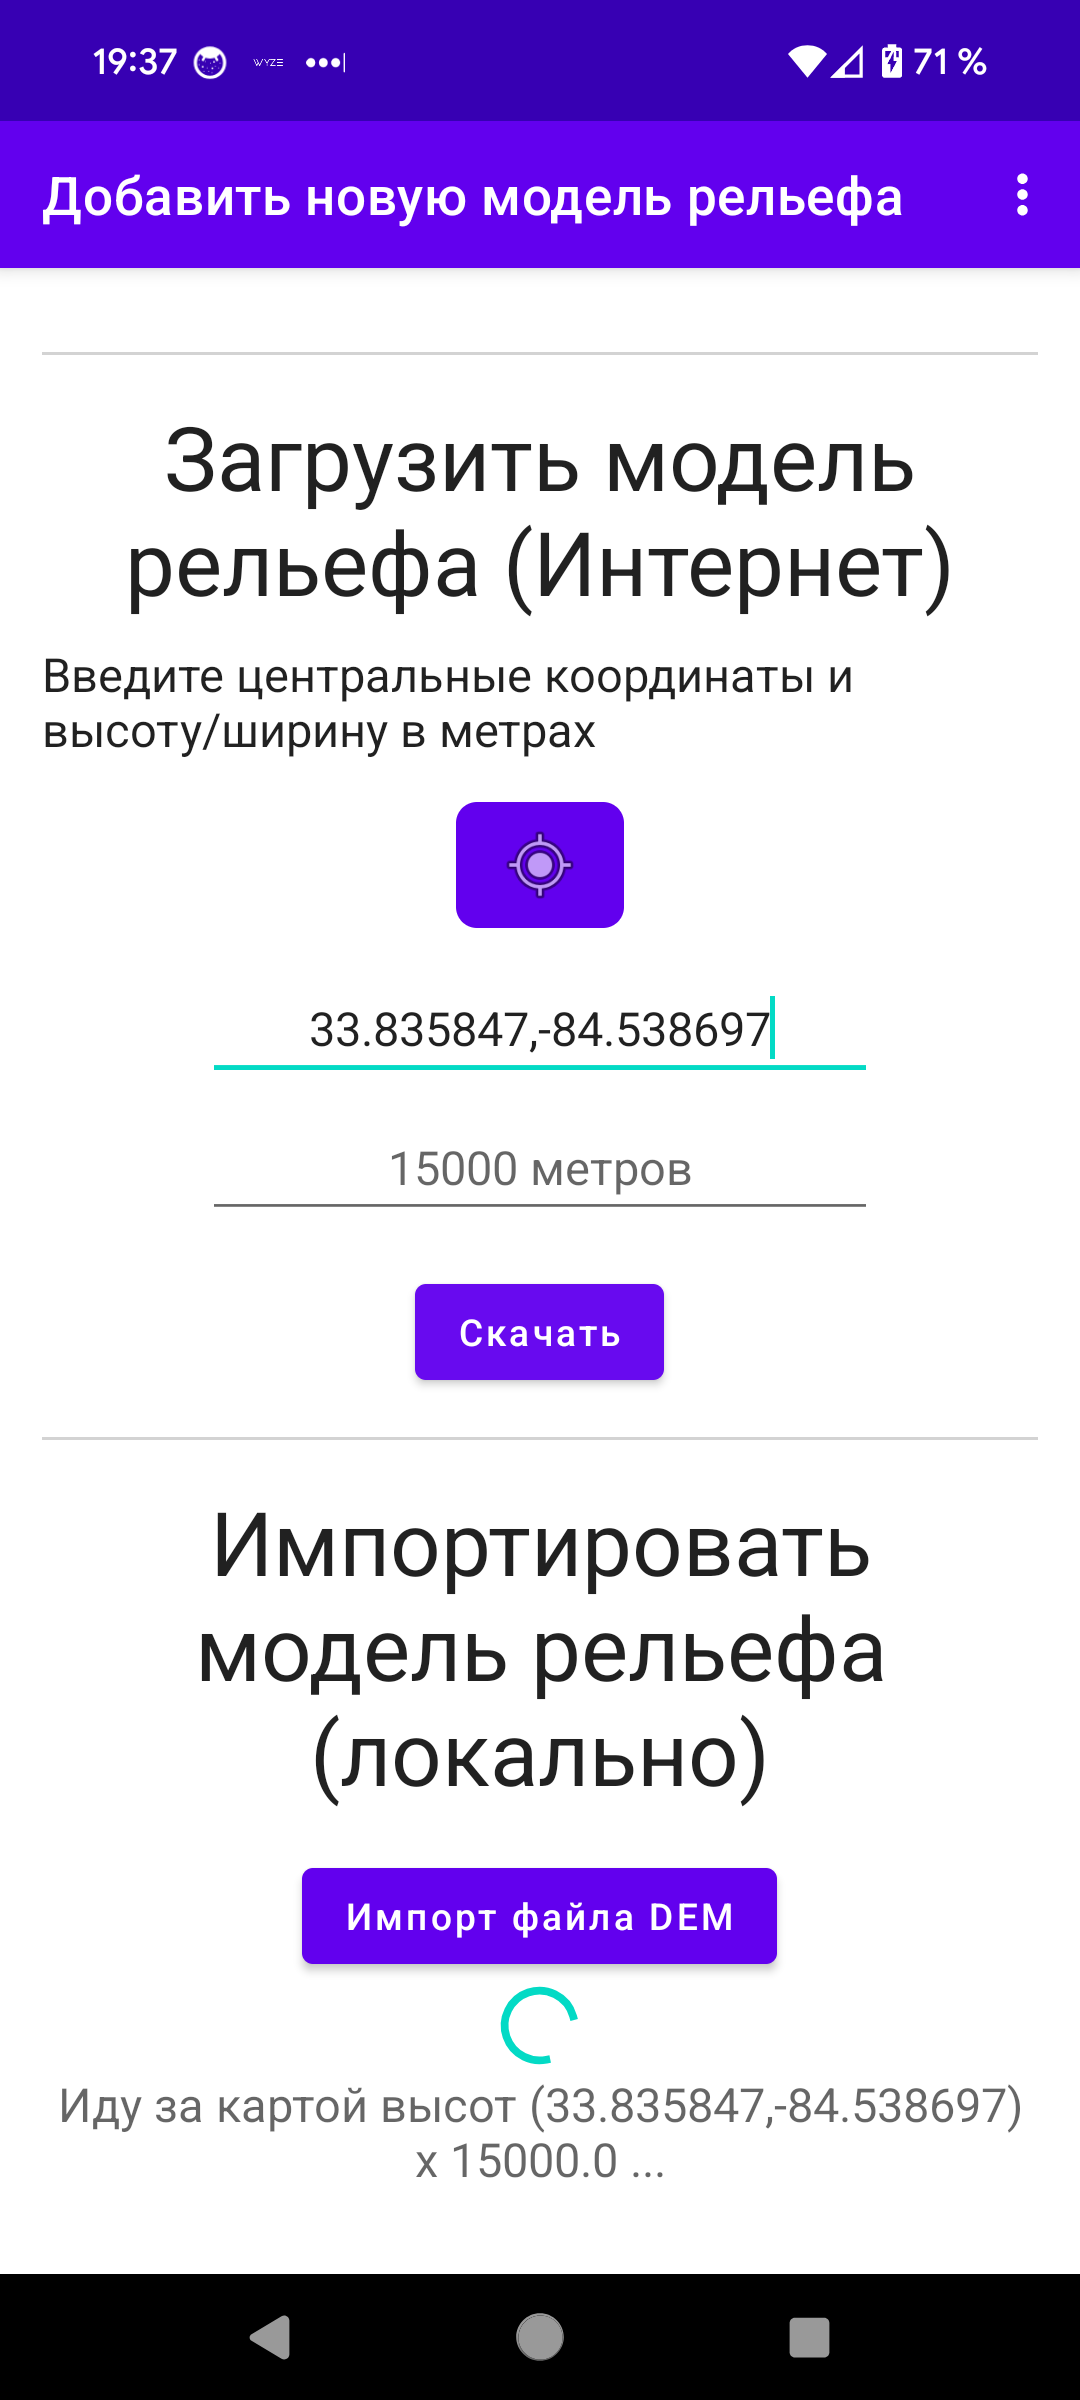 19:37 WYZE 71 %
Добавить новую модель рельефа
Загрузить модель
рельефа (Интернет)
Введите центральные координаты и
высоту/ширину в метрах
33.835847,-84.538697
15000 метров
Скачать
Импортировать
модель рельефа
(локально)
Импорт файла DEM
Иду за картой высот (33.835847,-84.538697)
x 15000.0 ...